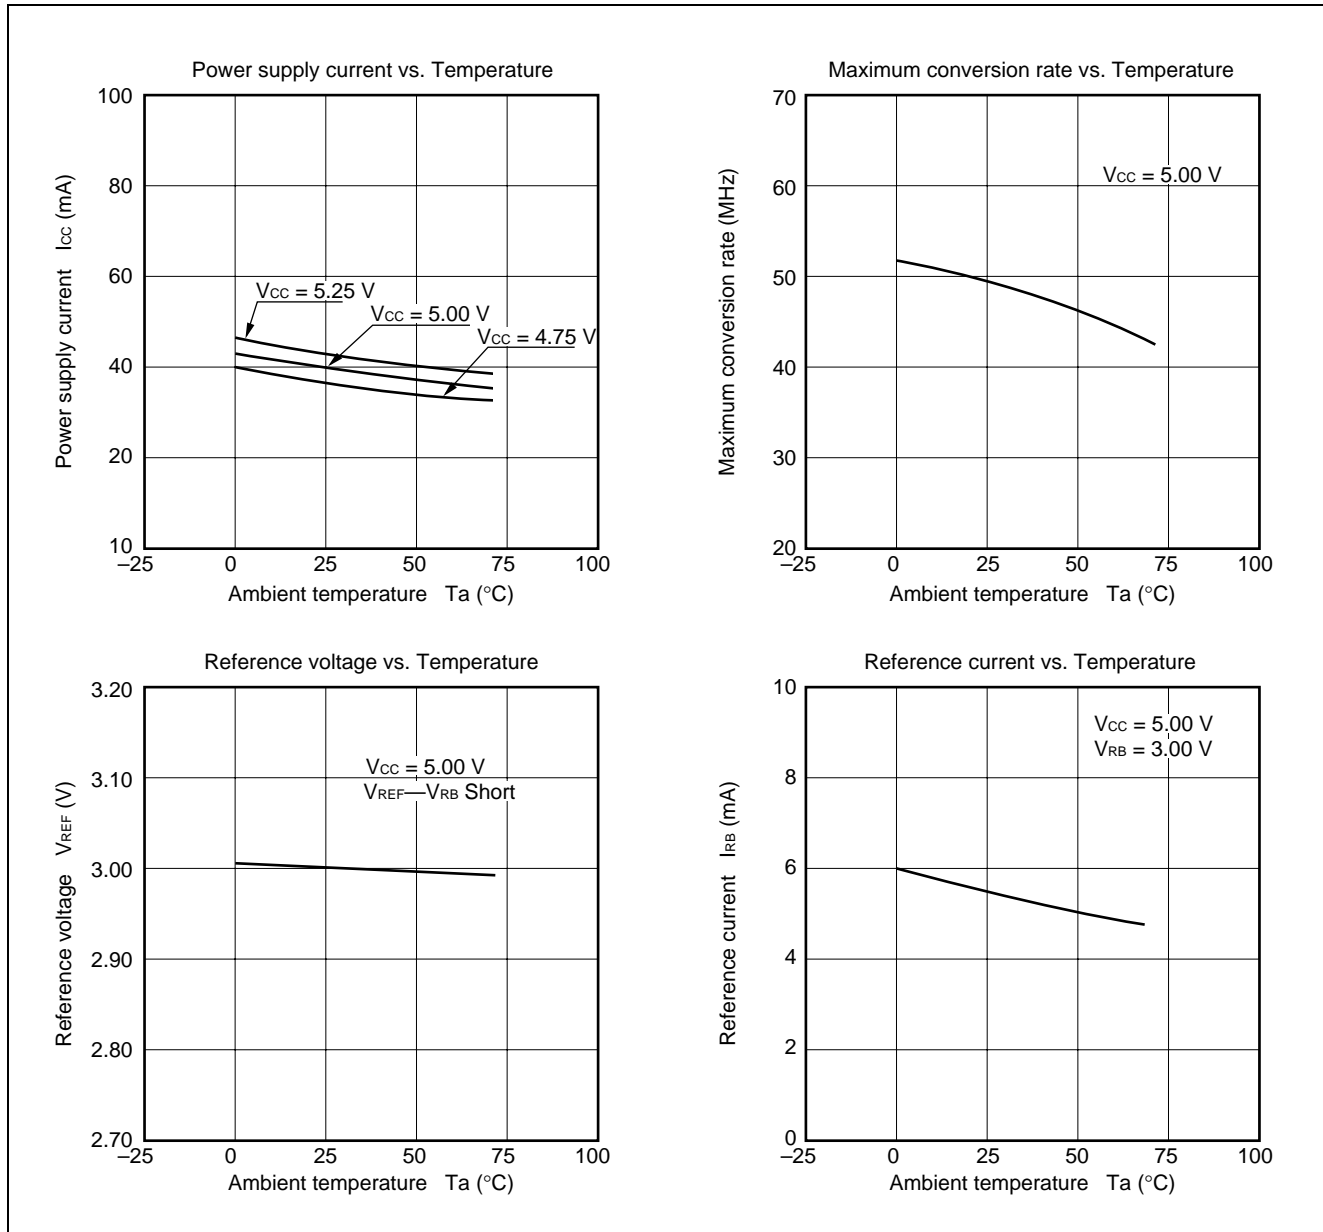 Power supply current vs. Temperature
100
80
60
40
20
10
–25
0
25
50
75
100
Power supply current ICC (mA)
VCC = 5.25 V
VCC = 5.00 V
VCC = 4.75 V
Ambient temperature Ta (°C)
Maximum conversion rate vs. Temperature
70
60
50
40
30
20
–25
0
25
50
75
100
Maximum conversion rate (MHz)
VCC = 5.00 V
Ambient temperature Ta (°C)
Reference voltage vs. Temperature
3.20
3.10
3.00
2.90
2.80
2.70
–25
0
25
50
75
100
Reference voltage VREF (V)
VCC = 5.00 V
VREF—VRB Short
Ambient temperature Ta (°C)
Reference current vs. Temperature
10
8
6
4
2
0
–25
0
25
50
75
100
Reference current IRB (mA)
VCC = 5.00 V
VRB = 3.00 V
Ambient temperature Ta (°C)